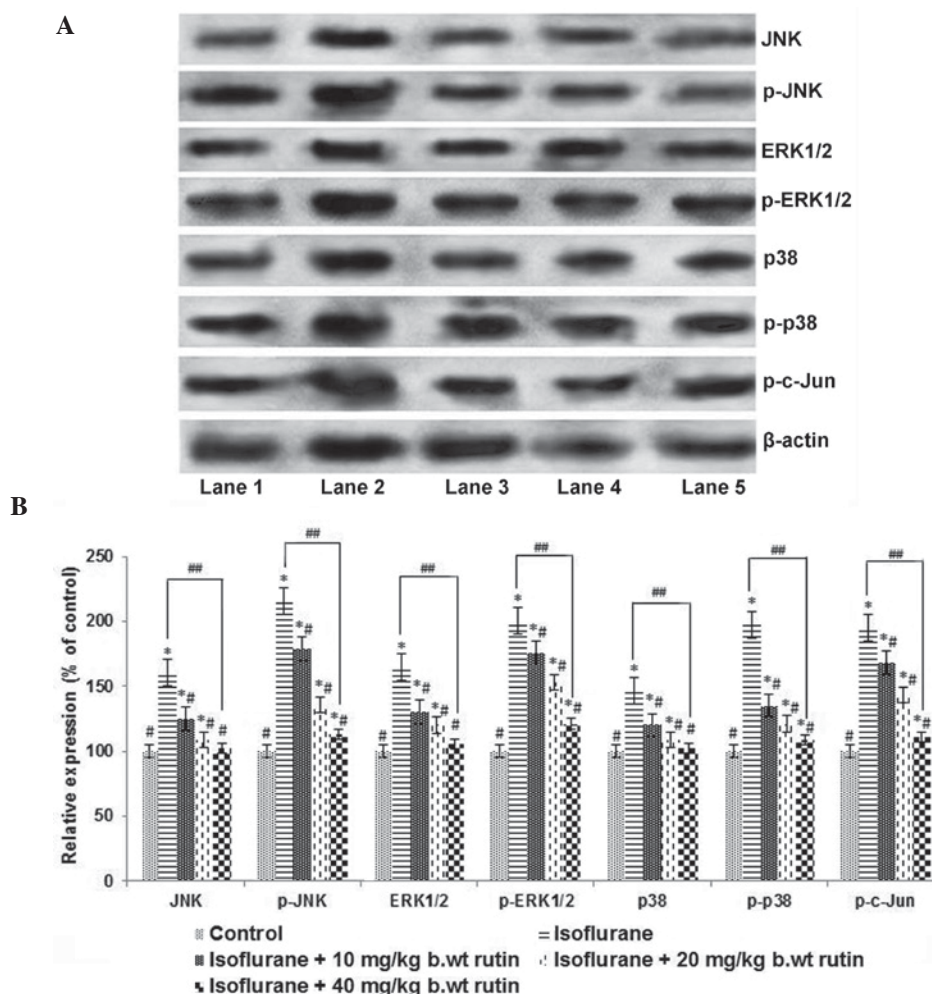 A
JNK
p-JNK
ERK1/2
p-ERK1/2
p38
p-p38
p-c-Jun
β-actin
Lane 1 Lane 2 Lane 3 Lane 4 Lane 5
B
Relative expression (% of control)
250
200
150
100
50
0
## ## ## ## ## ## ##
# * *# *# #
# * *# *# *#
# * *# *# #
# * *# *# *#
# * *# *# #
# * *# *# *#
# * *# *# *#
JNK p-JNK ERK1/2 p-ERK1/2 p38 p-p38 p-c-Jun
Control Isoflurane
Isoflurane + 10 mg/kg b.wt rutin Isoflurane + 20 mg/kg b.wt rutin
Isoflurane + 40 mg/kg b.wt rutin